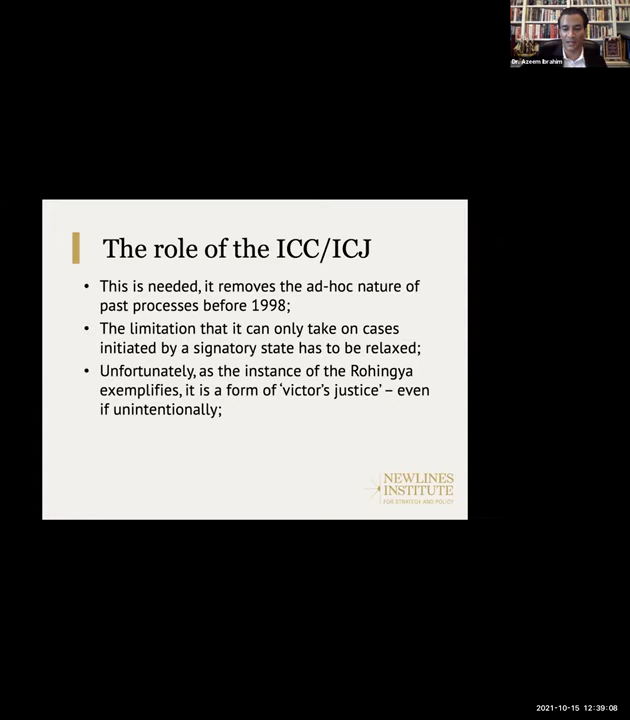 Dr. Azeem Ibrahim
The role of the ICC/ICJ
• This is needed, it removes the ad-hoc nature of
past processes before 1998;
• The limitation that it can only take on cases
initiated by a signatory state has to be relaxed;
• Unfortunately, as the instance of the Rohingya
exemplifies, it is a form of ‘victor’s justice’ – even
if unintentionally;
NEWLINES
INSTITUTE
FOR STRATEGY AND POLICY
2021-10-15 12:39:08